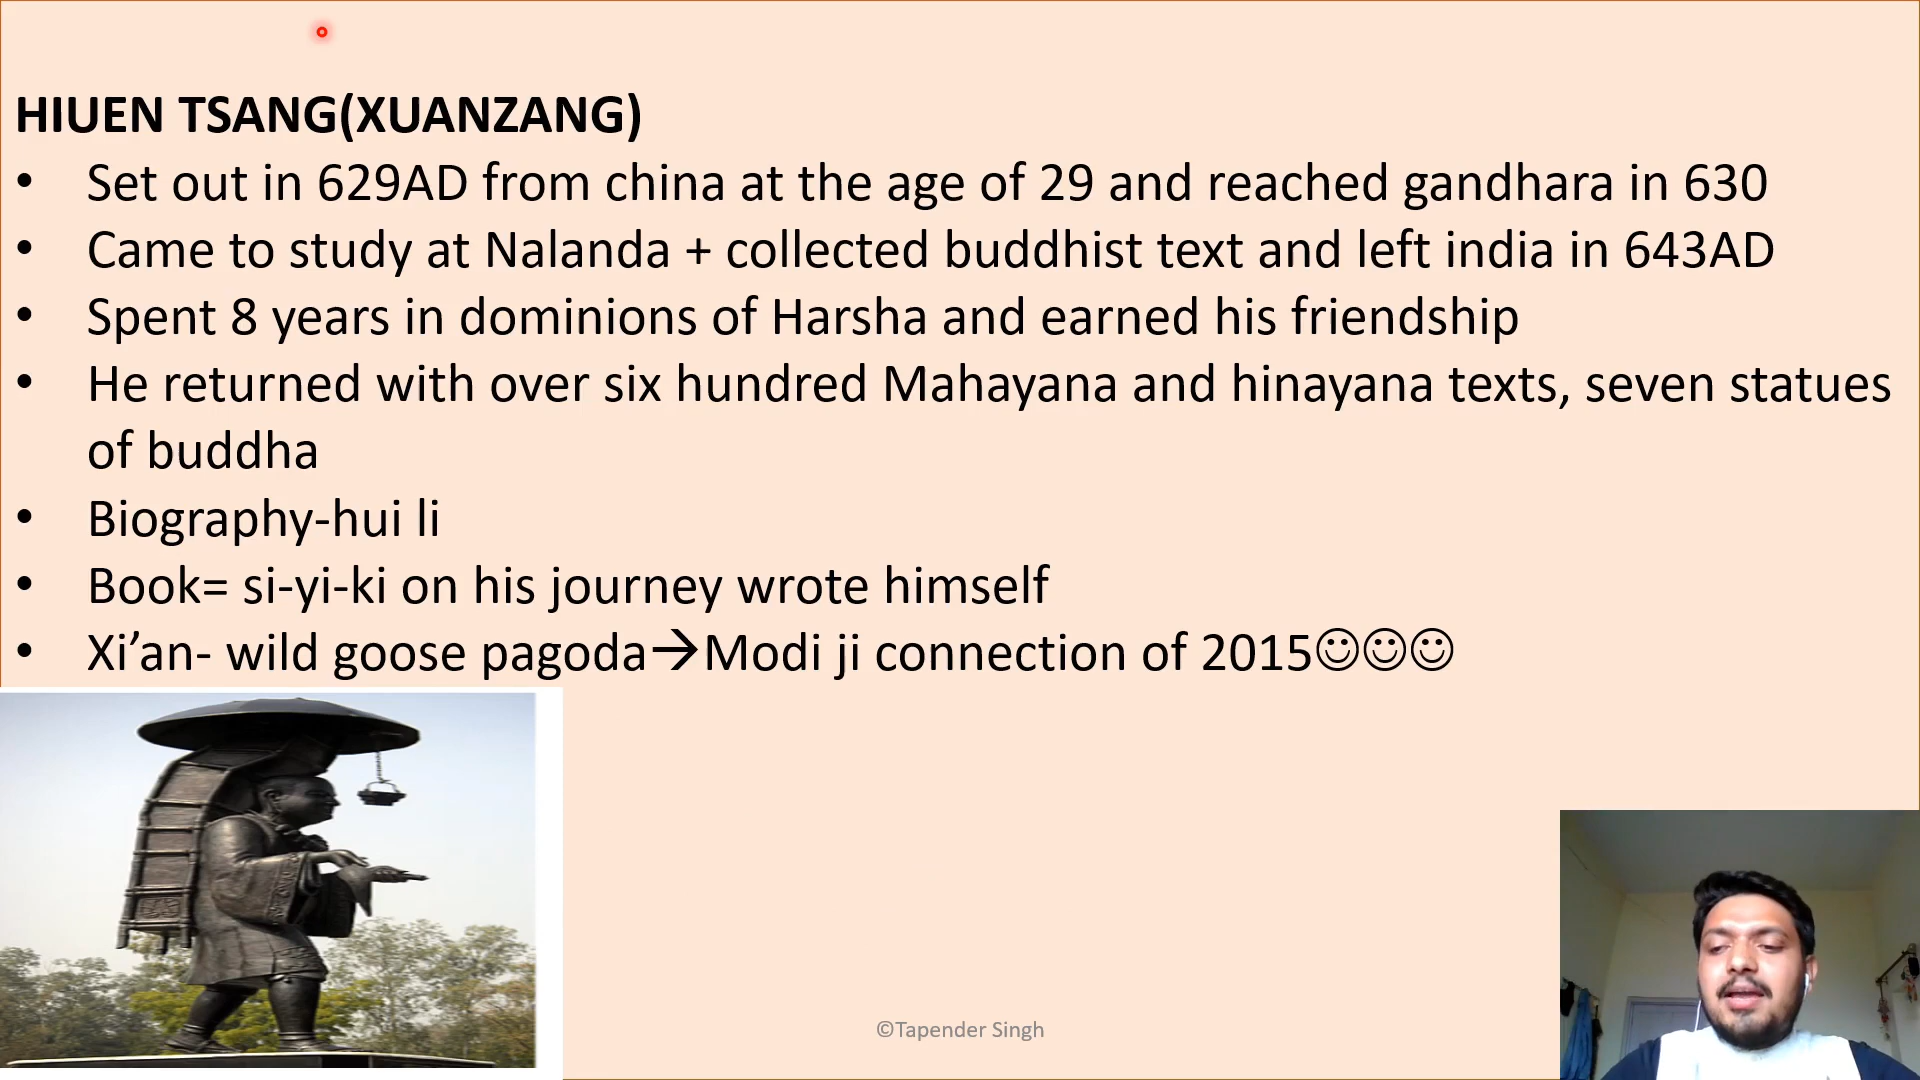 HIUEN TSANG(XUANZANG)
• Set out in 629AD from china at the age of 29 and reached gandhara in 630
• Came to study at Nalanda + collected buddhist text and left india in 643AD
• Spent 8 years in dominions of Harsha and earned his friendship
• He returned with over six hundred Mahayana and hinayana texts, seven statues
of buddha
• Biography-hui li
• Book= si-yi-ki on his journey wrote himself
• Xi’an- wild goose pagoda→Modi ji connection of 2015☺☺☺
©Tapender Singh